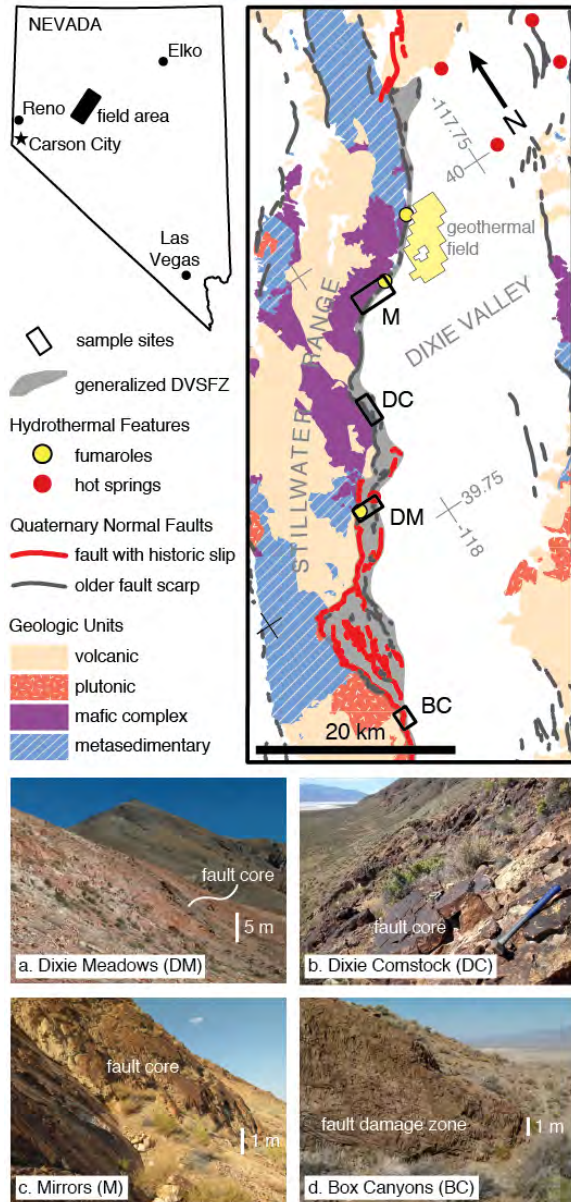 NEVADA
Elko
Reno
field area
Carson City
Las
Vegas
sample sites
generalized DVSFZ
Hydrothermal Features
fumaroles
hot springs
Quaternary Normal Faults
fault with historic slip
older fault scarp
Geologic Units
volcanic
plutonic
mafic complex
metasedimentary
N
-117.75
40
geothermal
field
M
DIXIE VALLEY
STILLWATER RANGE
DC
39.75
-118
DM
BC
20 km
fault core
5 m
a. Dixie Meadows (DM)
fault core
b. Dixie Comstock (DC)
fault core
1 m
c. Mirrors (M)
fault damage zone
1 m
d. Box Canyons (BC)